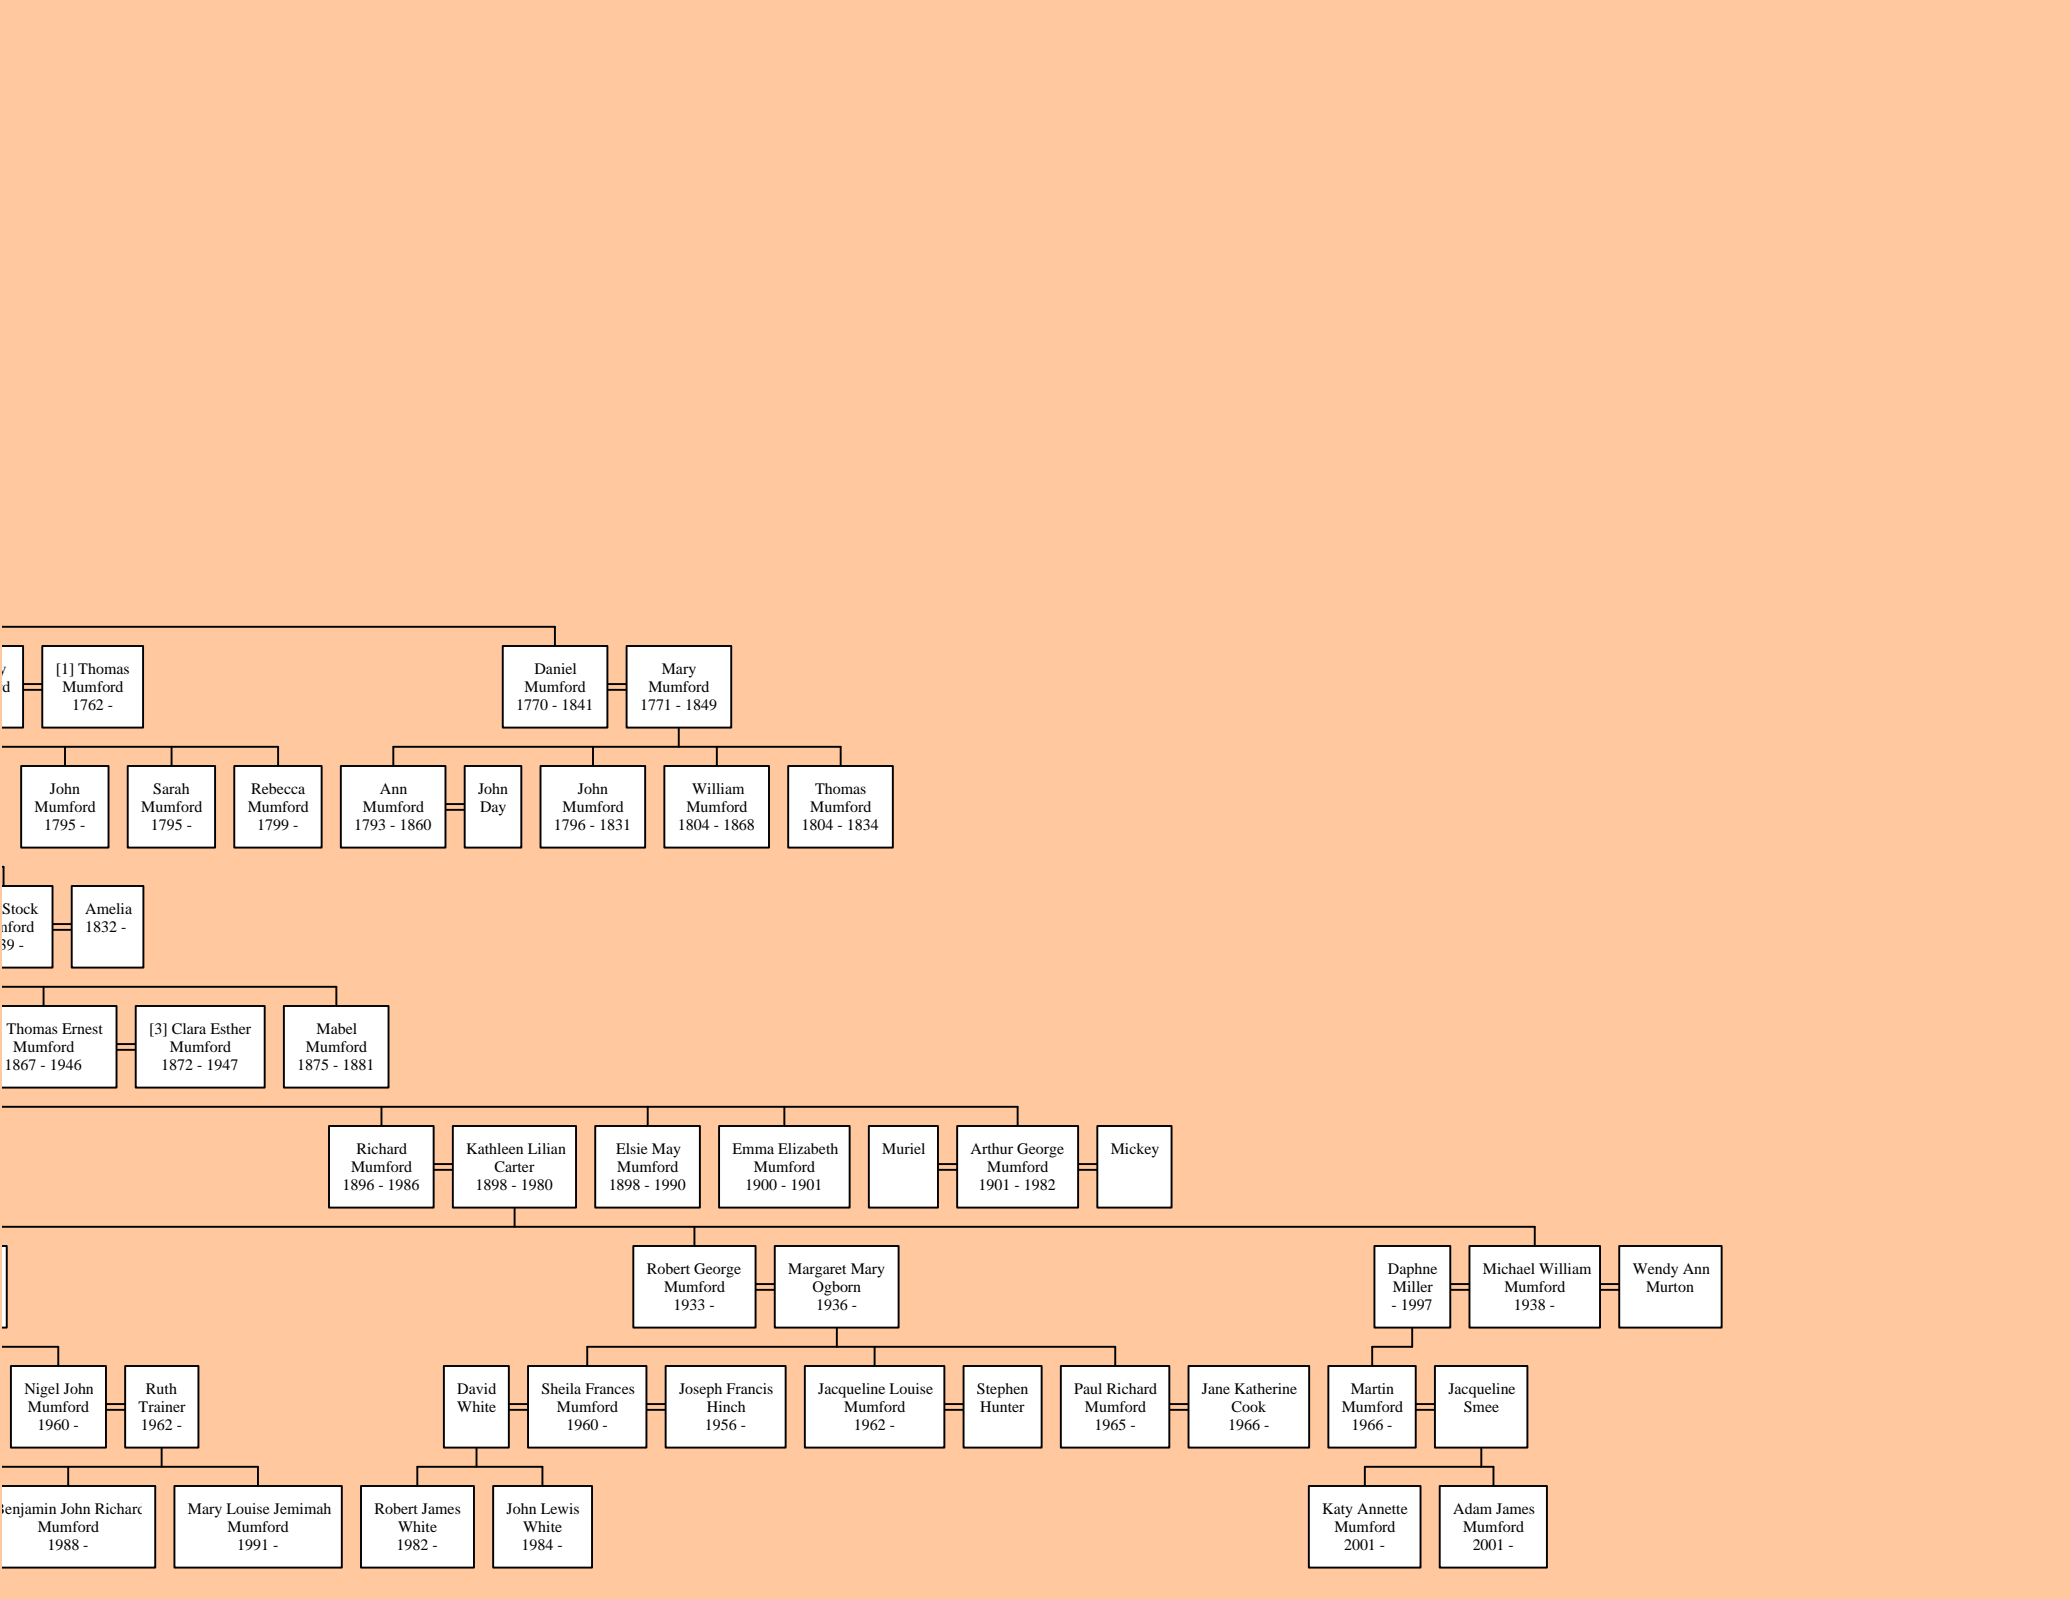 [1] Thomas
Mumford
1762 -
Daniel
Mumford
1770 - 1841
Mary
Mumford
1771 - 1849
John
Mumford
1795 -
Sarah
Mumford
1795 -
Rebecca
Mumford
1799 -
Ann
Mumford
1793 - 1860
John
Day
John
Mumford
1796 - 1831
William
Mumford
1804 - 1868
Thomas
Mumford
1804 - 1834
Stock
Amelia
1832 -
Thomas Ernest
Mumford
1867 - 1946
[3] Clara Esther
Mumford
1872 - 1947
Mabel
Mumford
1875 - 1881
Richard
Mumford
1896 - 1986
Kathleen Lilian
Carter
1898 - 1980
Elsie May
Mumford
1898 - 1990
Emma Elizabeth
Mumford
1900 - 1901
Muriel
Arthur George
Mumford
1901 - 1982
Mickey
Robert George
Mumford
1933 -
Margaret Mary
Ogborn
1936 -
Daphne
Miller
- 1997
Michael William
Mumford
1938 -
Wendy Ann
Murton
Nigel John
Mumford
1960 -
Ruth
Trainer
1962 -
David
White
Sheila Frances
Mumford
1960 -
Joseph Francis
Hinch
1956 -
Jacqueline Louise
Mumford
1962 -
Stephen
Hunter
Paul Richard
Mumford
1965 -
Jane Katherine
Cook
1966 -
Martin
Mumford
1966 -
Jacqueline
Smee
John
Mumford
1988 -
Mary Louise Jemimah
Mumford
1991 -
Robert James
White
1982 -
John Lewis
White
1984 -
Katy Annette
Mumford
2001 -
Adam James
Mumford
2001 -